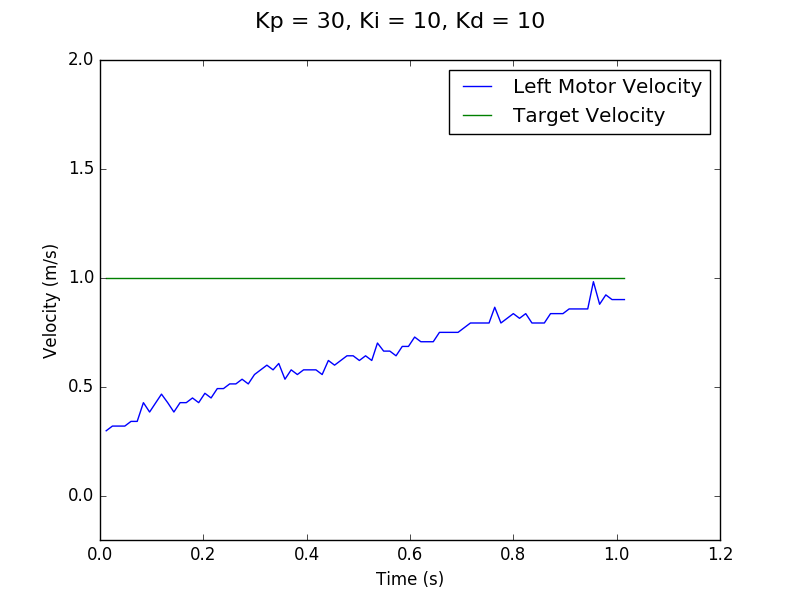 Kp = 30, Ki = 10, Kd = 10
2.0
Left Motor Velocity
Target Velocity
1.5
1.0
Velocity (m/s)
0.5
0.0
0.0 0.2 0.4 0.6 0.8 1.0 1.2
Time (s)